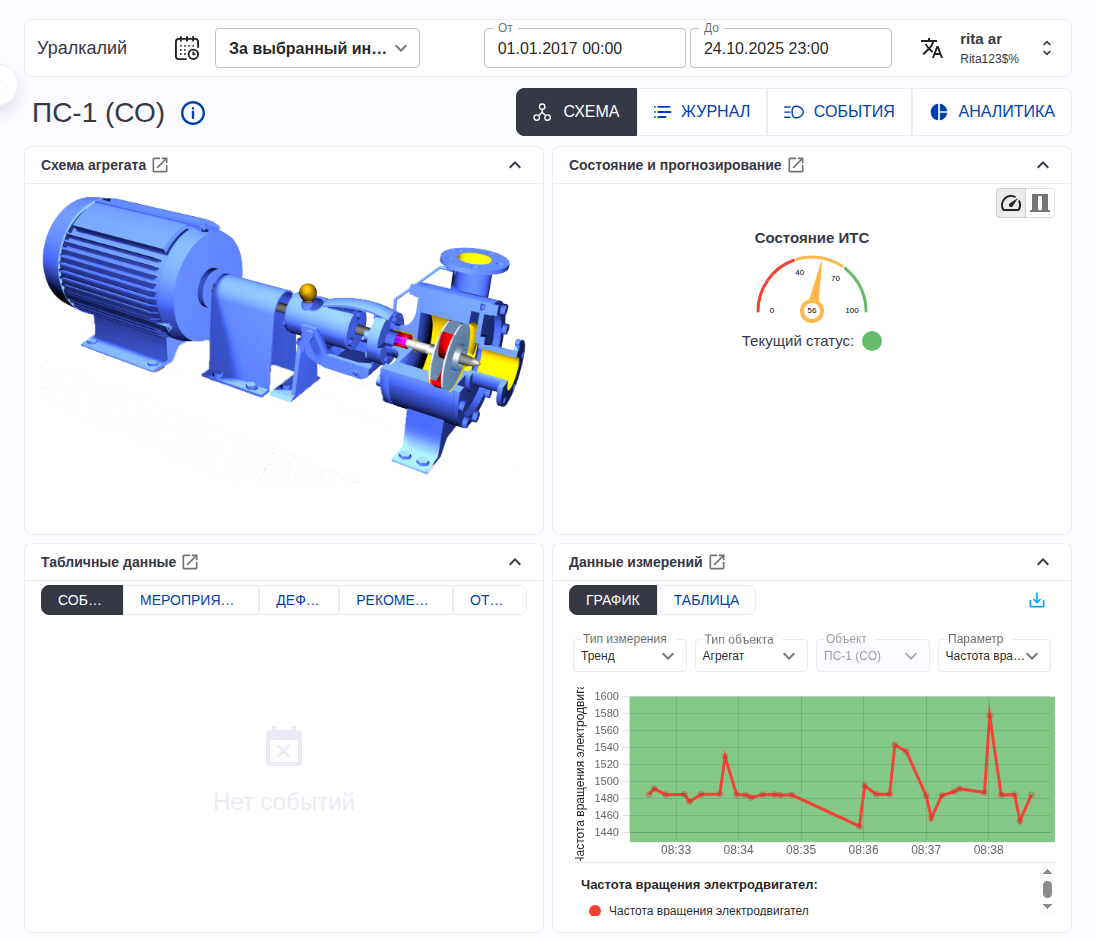 Уралкалий
За выбранный ин...
От
01.01.2017 00:00
До
24.10.2025 23:00
rita ar
Rita123$%
ПС-1 (СО)
СХЕМА
ЖУРНАЛ
СОБЫТИЯ
АНАЛИТИКА
Схема агрегата
Состояние и прогнозирование
Состояние ИТС
40
70
0
56
100
Текущий статус:
Табличные данные
СОБ...
МЕРОПРИЯ...
ДЕФ...
РЕКОМЕ...
ОТ...
Нет событий
Данные измерений
ГРАФИК
ТАБЛИЦА
Тип измерения
Тренд
Тип объекта
Агрегат
Объект
ПС-1 (СО)
Параметр
Частота вра...
Частота вращения электродвига
1600
1580
1560
1540
1520
1500
1480
1460
1440
08:33
08:34
08:35
08:36
08:37
08:38
Частота вращения электродвигател:
Частота вращения электродвигател